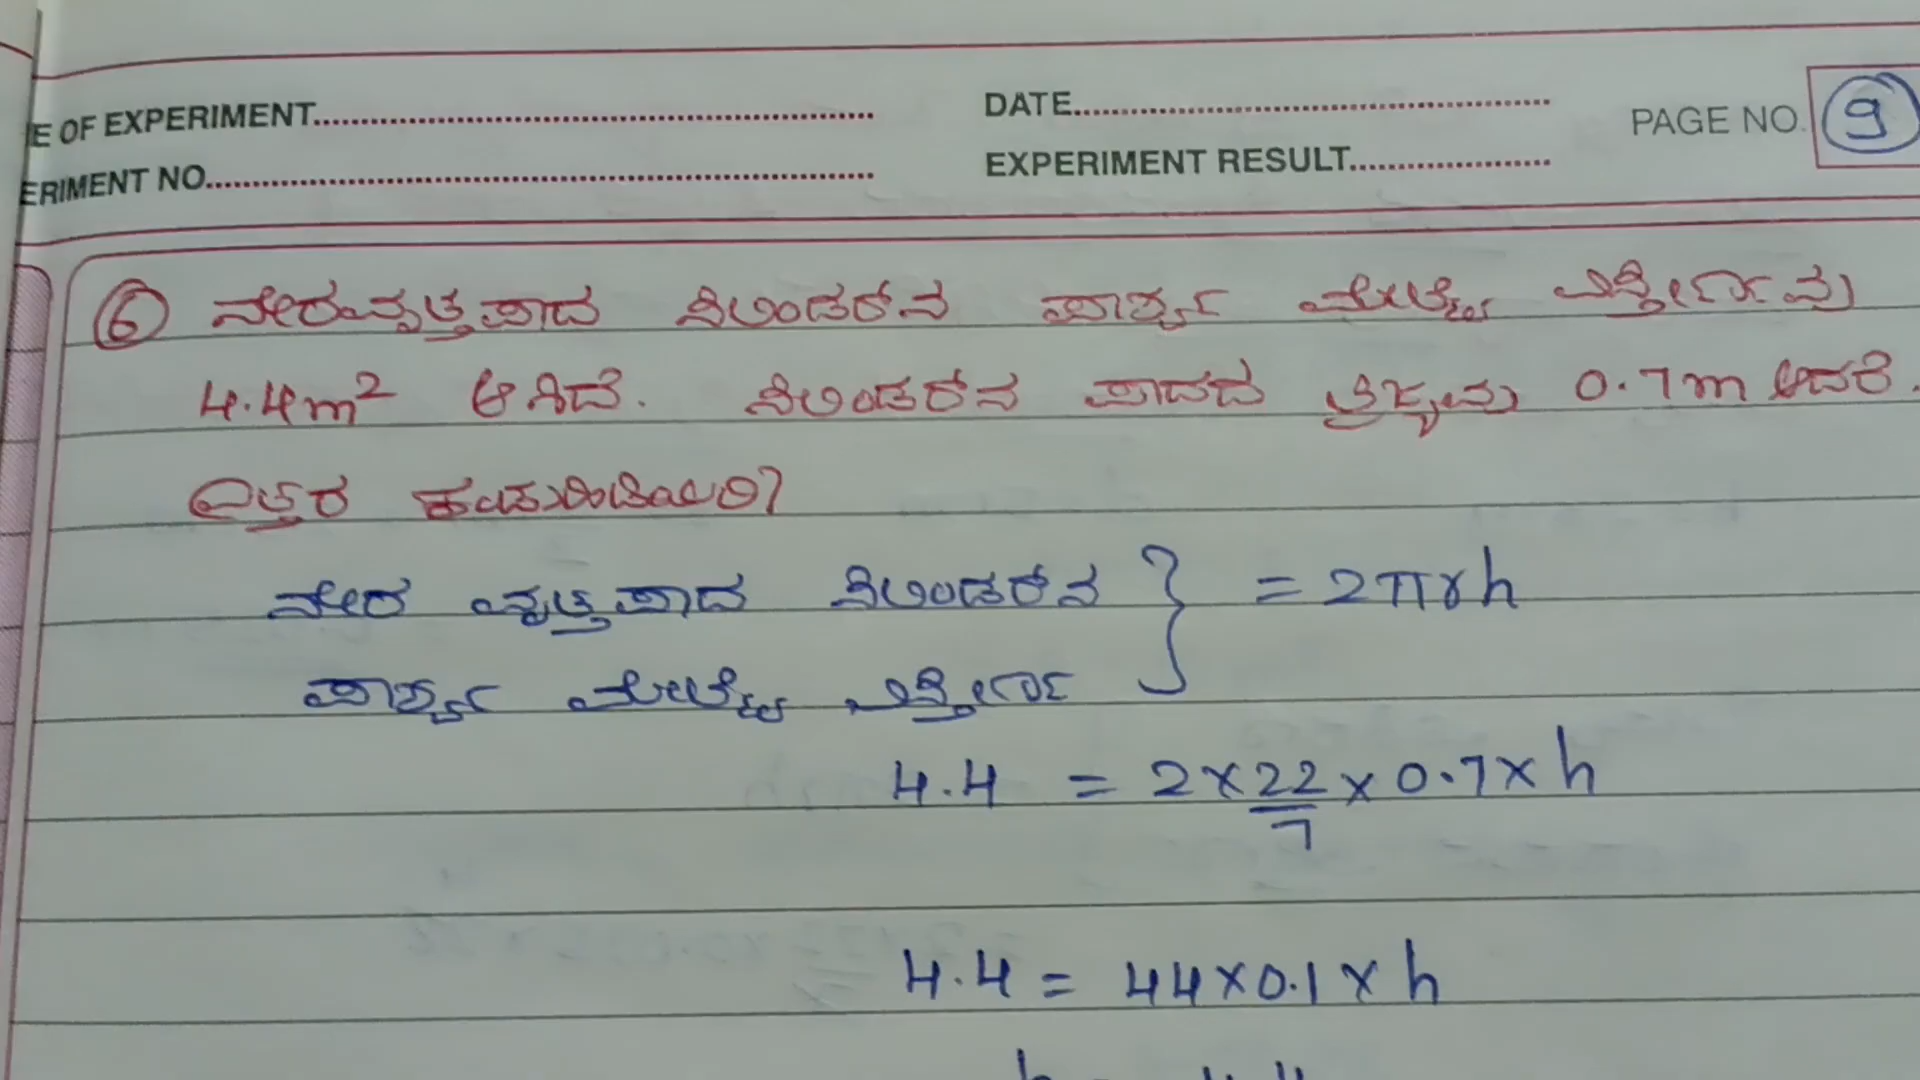 E OF EXPERIMENT........................................
DATE........................................
PAGE NO. 9
ERIMENT NO........................................
EXPERIMENT RESULT....................
6 ನೇರವೃತ್ತಪಾದ ಸಿಲಿಂಡರ್‌ನ ಪಾರ್ಶ್ವ ಮೇಲ್ಮೈ ವಿಸ್ತೀರ್ಣವು
4.4m² ಆಗಿದೆ. ಸಿಲಿಂಡರ್‌ನ ಪಾದದ ತ್ರಿಜ್ಯವು 0.7m ಆದರೆ.
ಎತ್ತರ ಕಂಡುಹಿಡಿಯಿರಿ?
ನೇರ ವೃತ್ತಪಾದ ಸಿಲಿಂಡರ್‌ನ } = 2πrh
ಪಾರ್ಶ್ವ ಮೇಲ್ಮೈ ವಿಸ್ತೀರ್ಣ
4.4 = 2 × 22/7 × 0.7 × h
4.4 = 44 × 0.1 × h